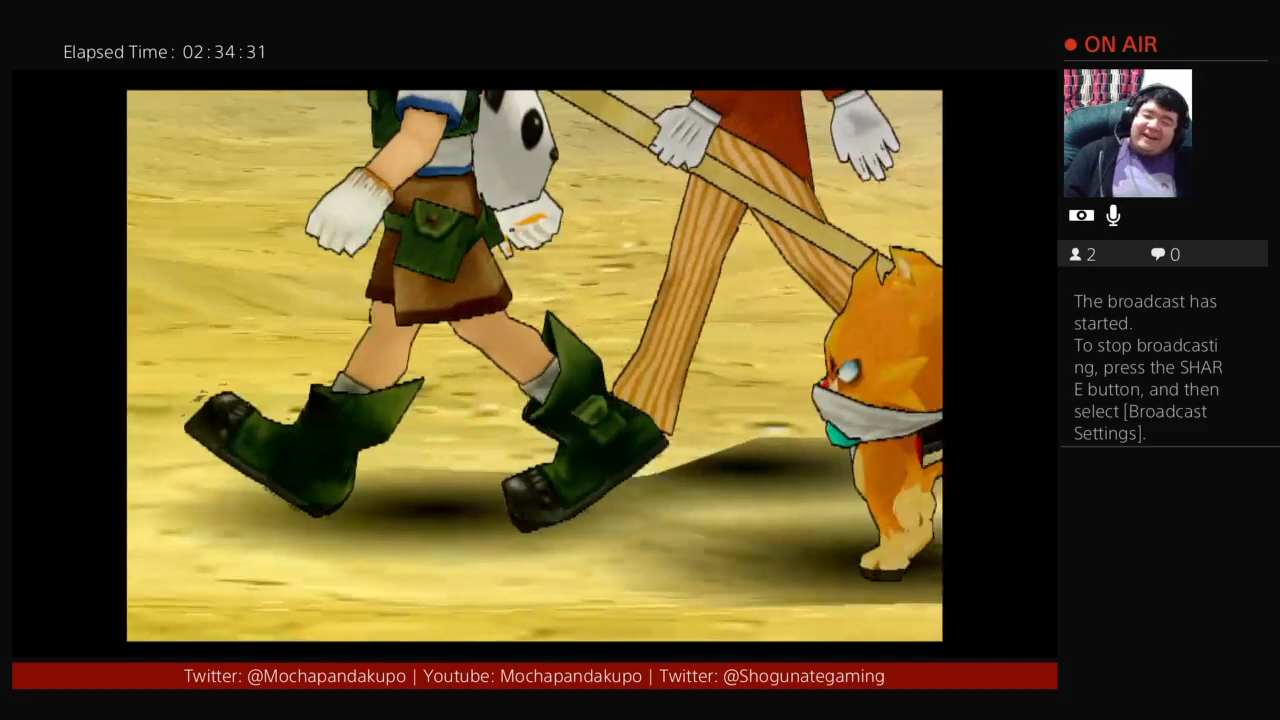 Elapsed Time: 02:34:31
ON AIR
2
0
The broadcast has
started.
To stop broadcasti
ng, press the SHAR
E button, and then
select [Broadcast
Settings].
Twitter: @Mochapandakupo | Youtube: Mochapandakupo | Twitter: @Shogunategaming